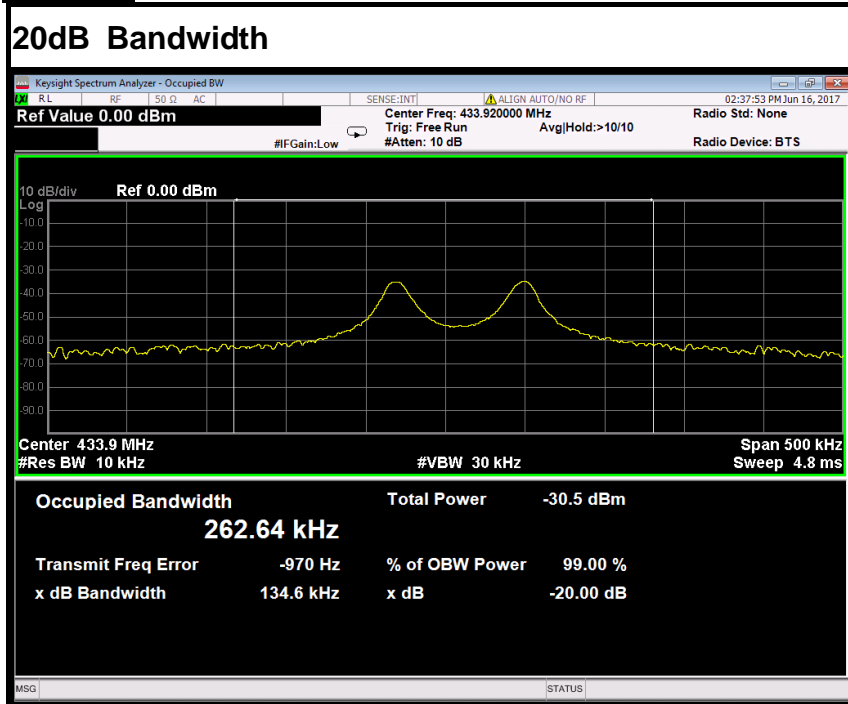 20dB Bandwidth
Keysight Spectrum Analyzer - Occupied BW
LXI RL RF 50 Ω AC SENSE:INT ALIGN AUTO/NO RF 02:37:53 PM Jun 16, 2017
Ref Value 0.00 dBm Center Freq: 433.920000 MHz Radio Std: None
Trig: Free Run Avg|Hold:>10/10
#IFGain:Low #Atten: 10 dB Radio Device: BTS
10 dB/div Ref 0.00 dBm
Log
-10.0
-20.0
-30.0
-40.0
-50.0
-60.0
-70.0
-80.0
-90.0
Center 433.9 MHz Span 500 kHz
#Res BW 10 kHz #VBW 30 kHz Sweep 4.8 ms
Occupied Bandwidth Total Power -30.5 dBm
262.64 kHz
Transmit Freq Error -970 Hz % of OBW Power 99.00 %
x dB Bandwidth 134.6 kHz x dB -20.00 dB
MSG STATUS